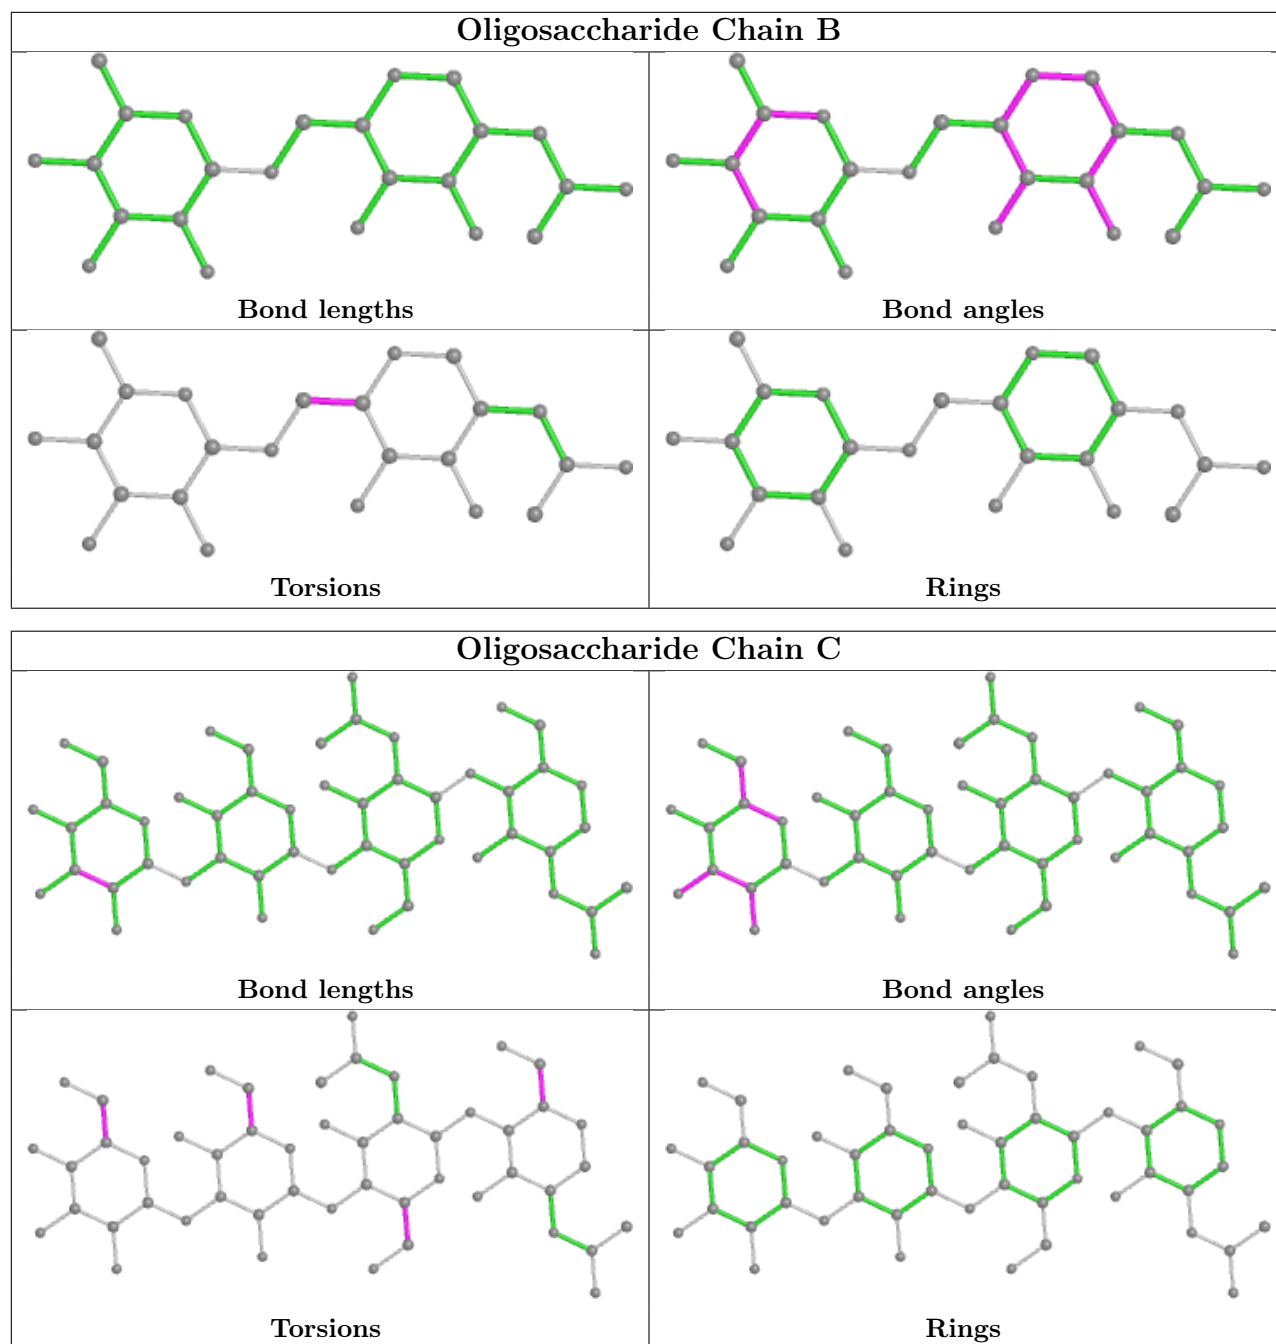 Oligosaccharide Chain B
Bond lengths
Bond angles
Torsions
Rings
Oligosaccharide Chain C
Bond lengths
Bond angles
Torsions
Rings